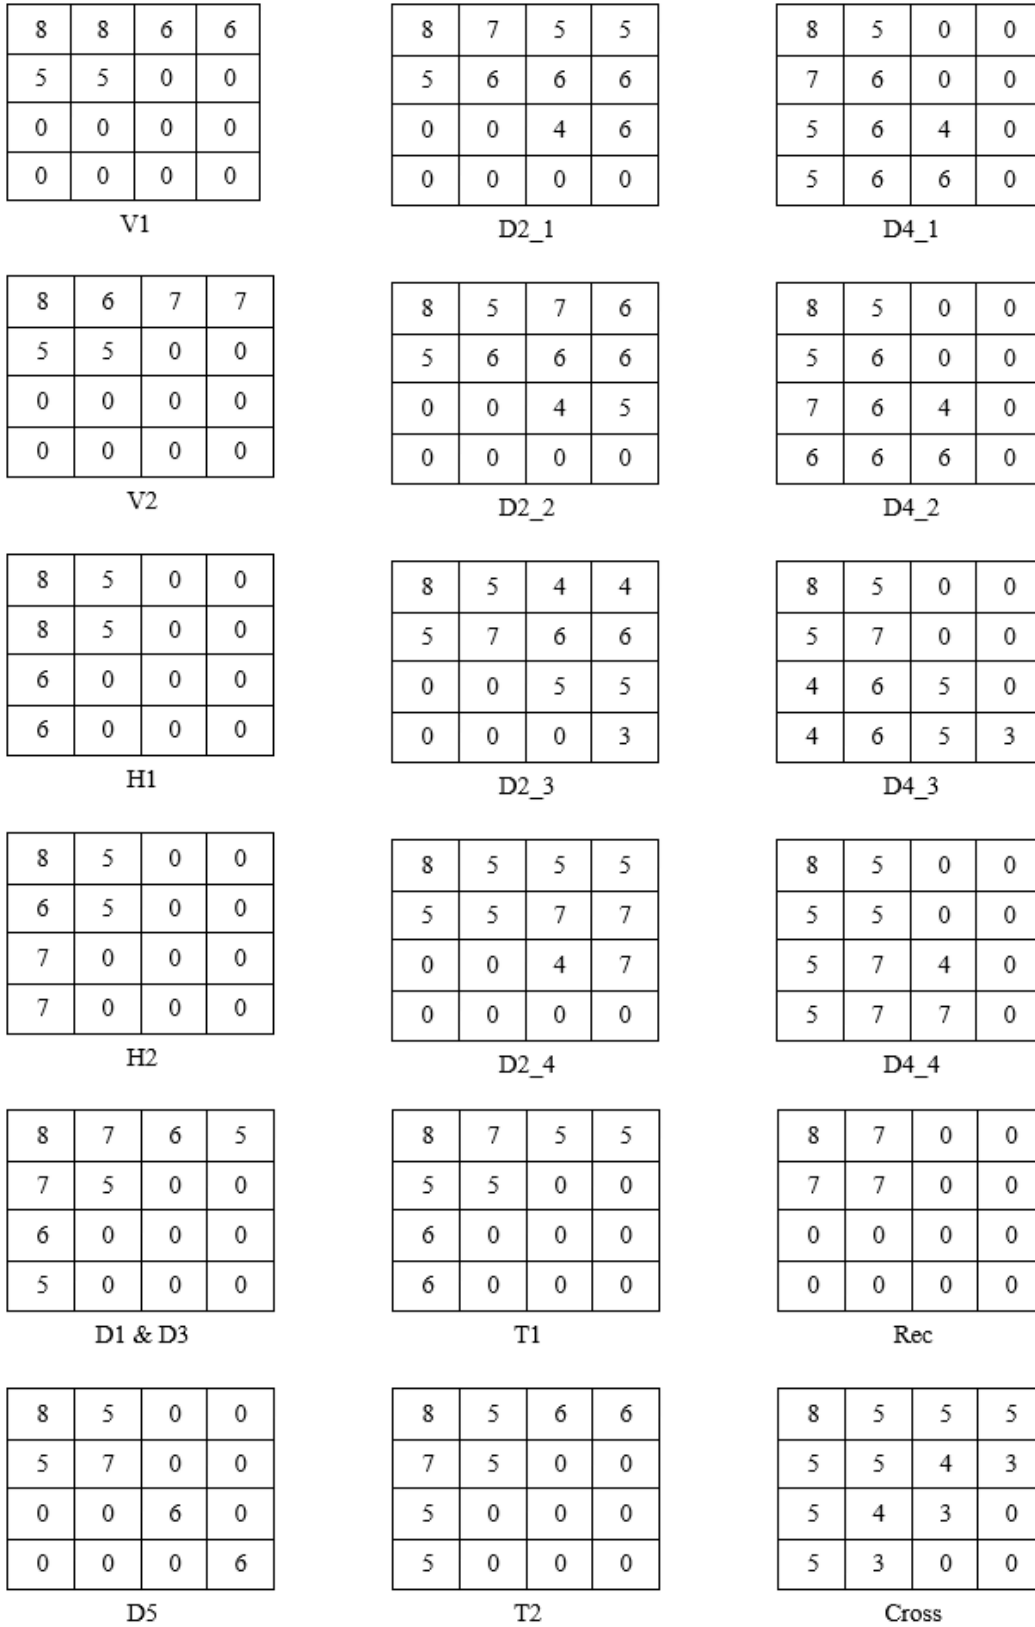 8 8 6 6
5 5 0 0
0 0 0 0
0 0 0 0
V1
8 7 5 5
5 6 6 6
0 0 4 6
0 0 0 0
D2_1
8 5 0 0
7 6 0 0
5 6 4 0
5 6 6 0
D4_1
8 6 7 7
5 5 0 0
0 0 0 0
0 0 0 0
V2
8 5 7 6
5 6 6 6
0 0 4 5
0 0 0 0
D2_2
8 5 0 0
5 6 0 0
7 6 4 0
6 6 6 0
D4_2
8 5 0 0
8 5 0 0
6 0 0 0
6 0 0 0
H1
8 5 4 4
5 7 6 6
0 0 5 5
0 0 0 3
D2_3
8 5 0 0
5 7 0 0
4 6 5 0
4 6 5 3
D4_3
8 5 0 0
6 5 0 0
7 0 0 0
7 0 0 0
H2
8 5 5 5
5 5 7 7
0 0 4 7
0 0 0 0
D2_4
8 5 0 0
5 5 0 0
5 7 4 0
5 7 7 0
D4_4
8 7 6 5
7 5 0 0
6 0 0 0
5 0 0 0
D1 & D3
8 7 5 5
5 5 0 0
6 0 0 0
6 0 0 0
T1
8 7 0 0
7 7 0 0
0 0 0 0
0 0 0 0
Rec
8 5 0 0
5 7 0 0
0 0 6 0
0 0 0 6
D5
8 5 6 6
7 5 0 0
5 0 0 0
5 0 0 0
T2
8 5 5 5
5 5 4 3
5 4 3 0
5 3 0 0
Cross